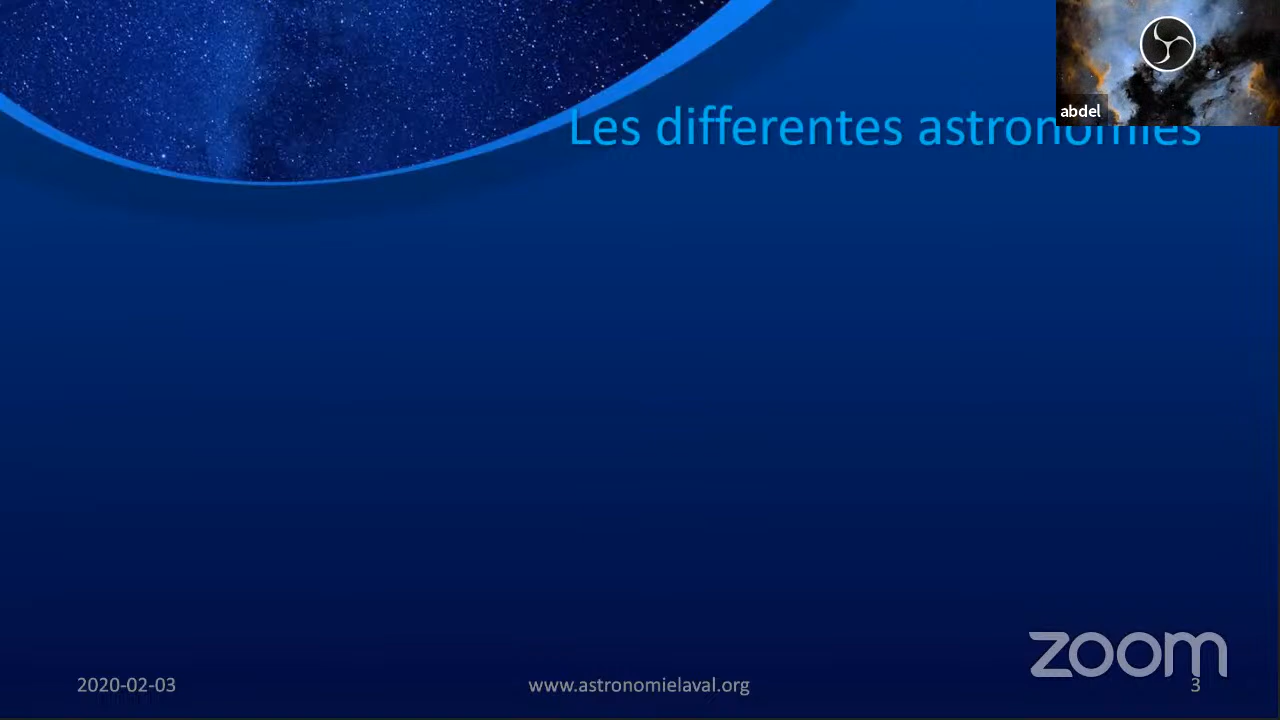 abdel
Les differentes astronomies
zoom
2020-02-03
www.astronomielaval.org
3